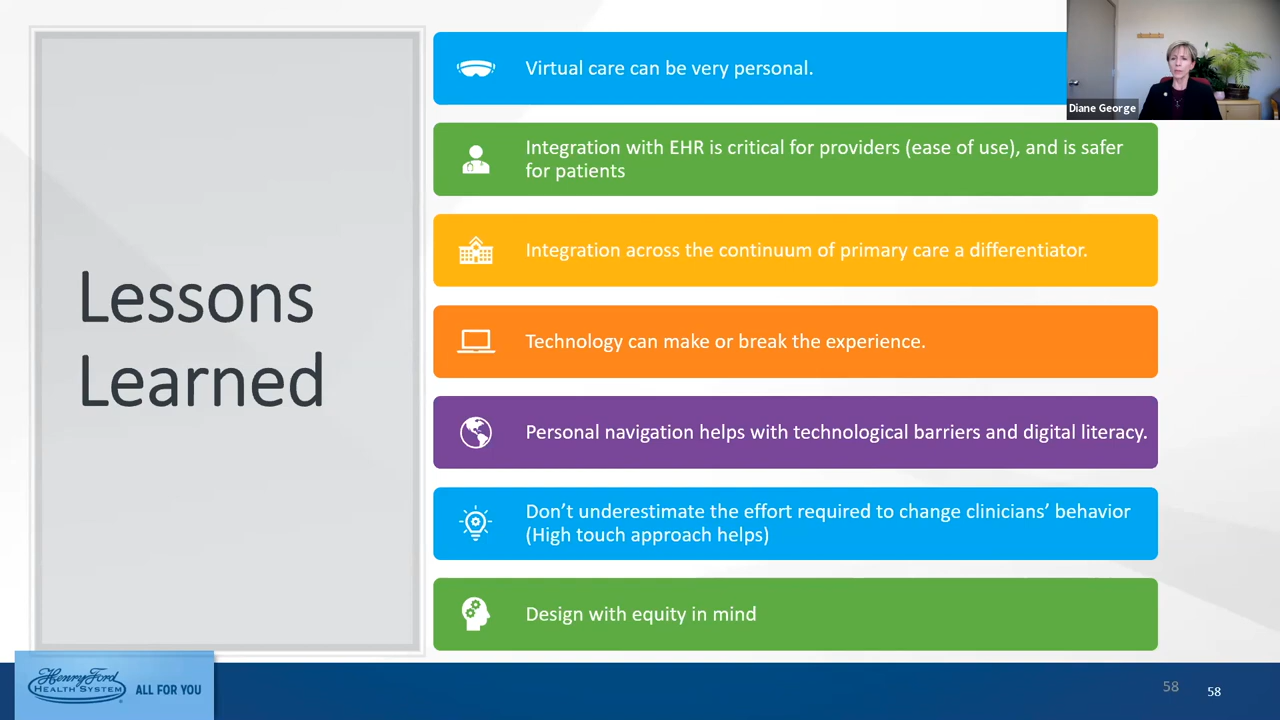 Lessons
Learned
Virtual care can be very personal.
Integration with EHR is critical for providers (ease of use), and is safer
for patients
Integration across the continuum of primary care a differentiator.
Technology can make or break the experience.
Personal navigation helps with technological barriers and digital literacy.
Don’t underestimate the effort required to change clinicians’ behavior
(High touch approach helps)
Design with equity in mind
Diane George
Henry Ford
HEALTH SYSTEM
ALL FOR YOU
58
58